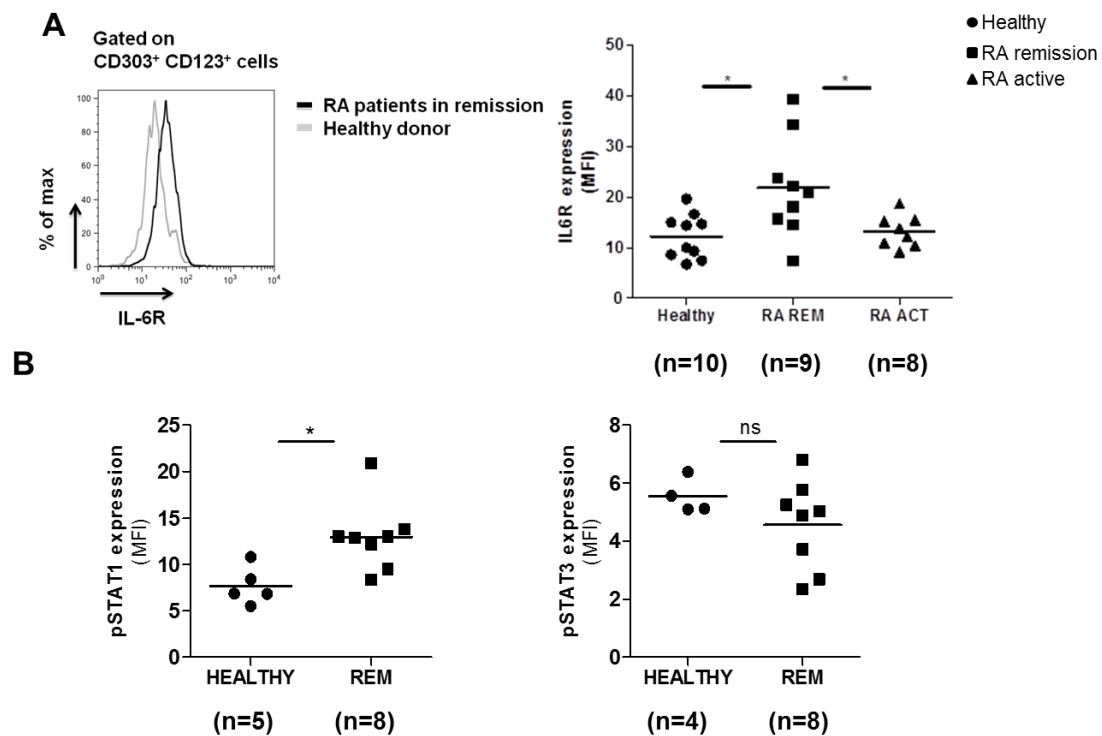 A
Gated on
CD303⁺ CD123⁺ cells
100
80
60
40
20
0
10⁰ 10¹ 10² 10³ 10⁴
% of max
IL-6R
RA patients in remission
Healthy donor
Healthy
RA remission
RA active
IL6R expression
(MFI)
50
40
30
20
10
0
* *
Healthy RA REM RA ACT
(n=10) (n=9) (n=8)
B
pSTAT1 expression
(MFI)
25
20
15
10
5
0
*
HEALTHY REM
(n=5) (n=8)
pSTAT3 expression
(MFI)
8
6
4
2
0
ns
HEALTHY REM
(n=4) (n=8)